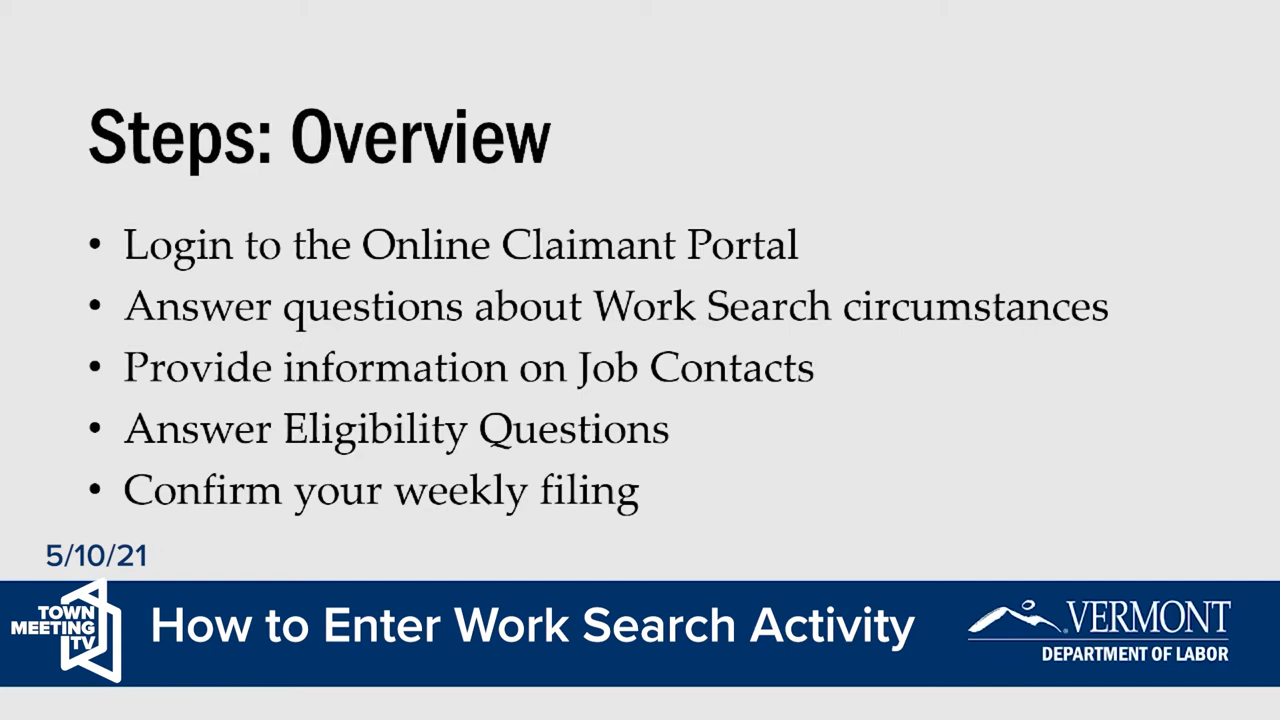 Steps: Overview
• Login to the Online Claimant Portal
• Answer questions about Work Search circumstances
• Provide information on Job Contacts
• Answer Eligibility Questions
• Confirm your weekly filing
5/10/21
TOWN
MEETING
TV
How to Enter Work Search Activity
VERMONT
DEPARTMENT OF LABOR